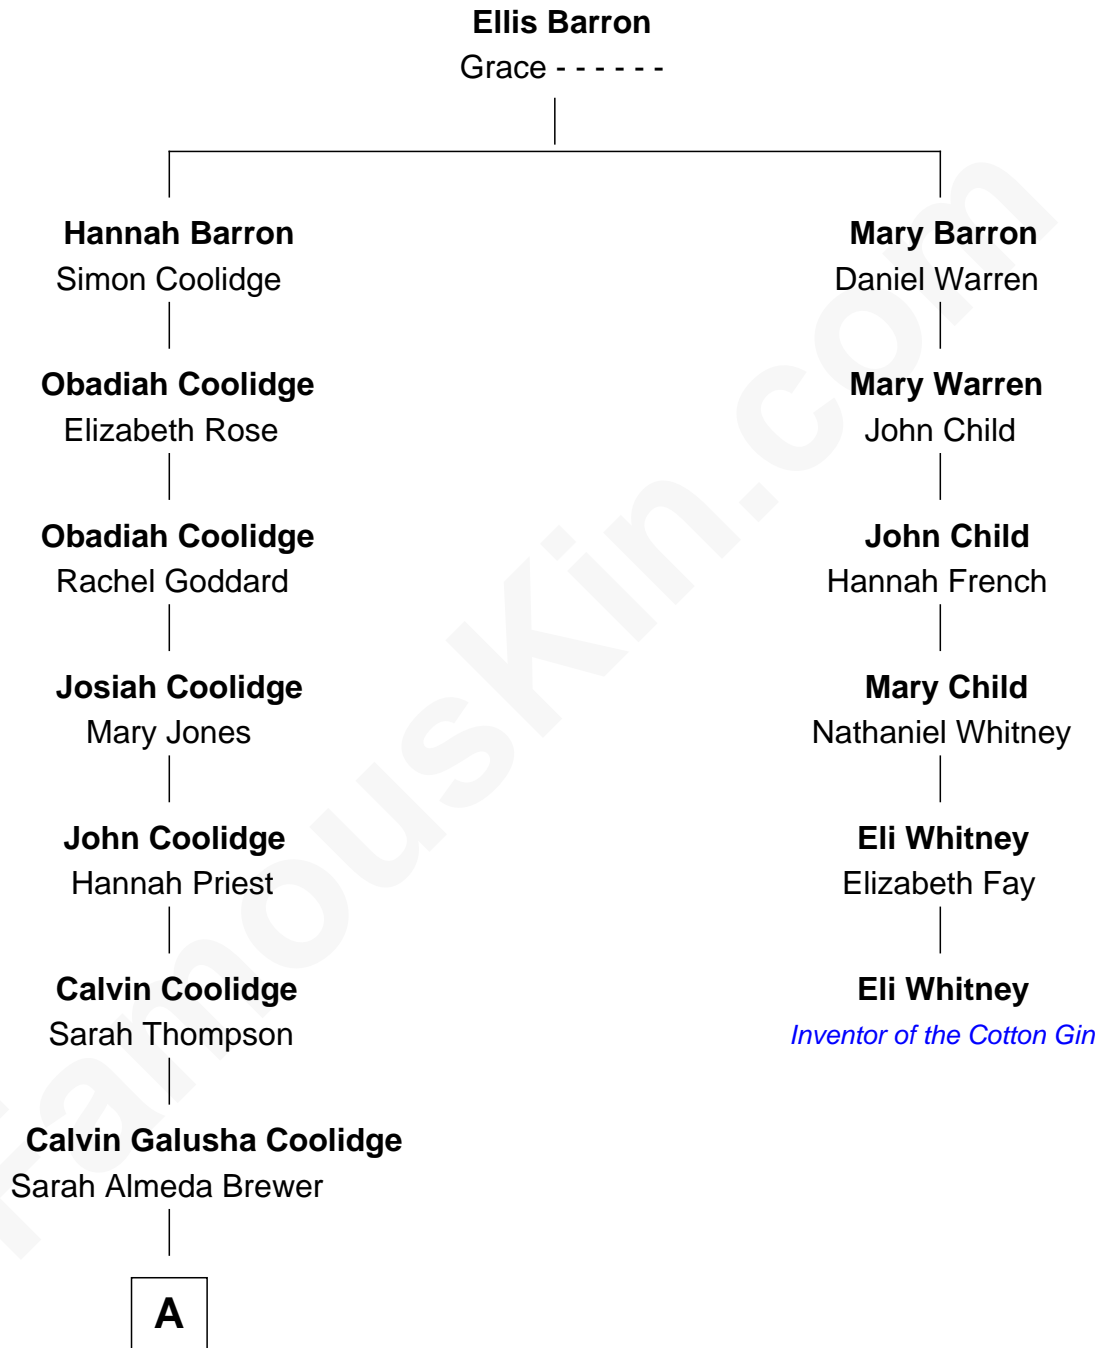 Ellis Barron
Grace - - - - - -
Hannah Barron
Simon Coolidge
Mary Barron
Daniel Warren
Obadiah Coolidge
Elizabeth Rose
Mary Warren
John Child
Obadiah Coolidge
Rachel Goddard
John Child
Hannah French
Josiah Coolidge
Mary Jones
Mary Child
Nathaniel Whitney
John Coolidge
Hannah Priest
Eli Whitney
Elizabeth Fay
Calvin Coolidge
Sarah Thompson
Eli Whitney
Inventor of the Cotton Gin
Calvin Galusha Coolidge
Sarah Almeda Brewer
A
FamousKin.com